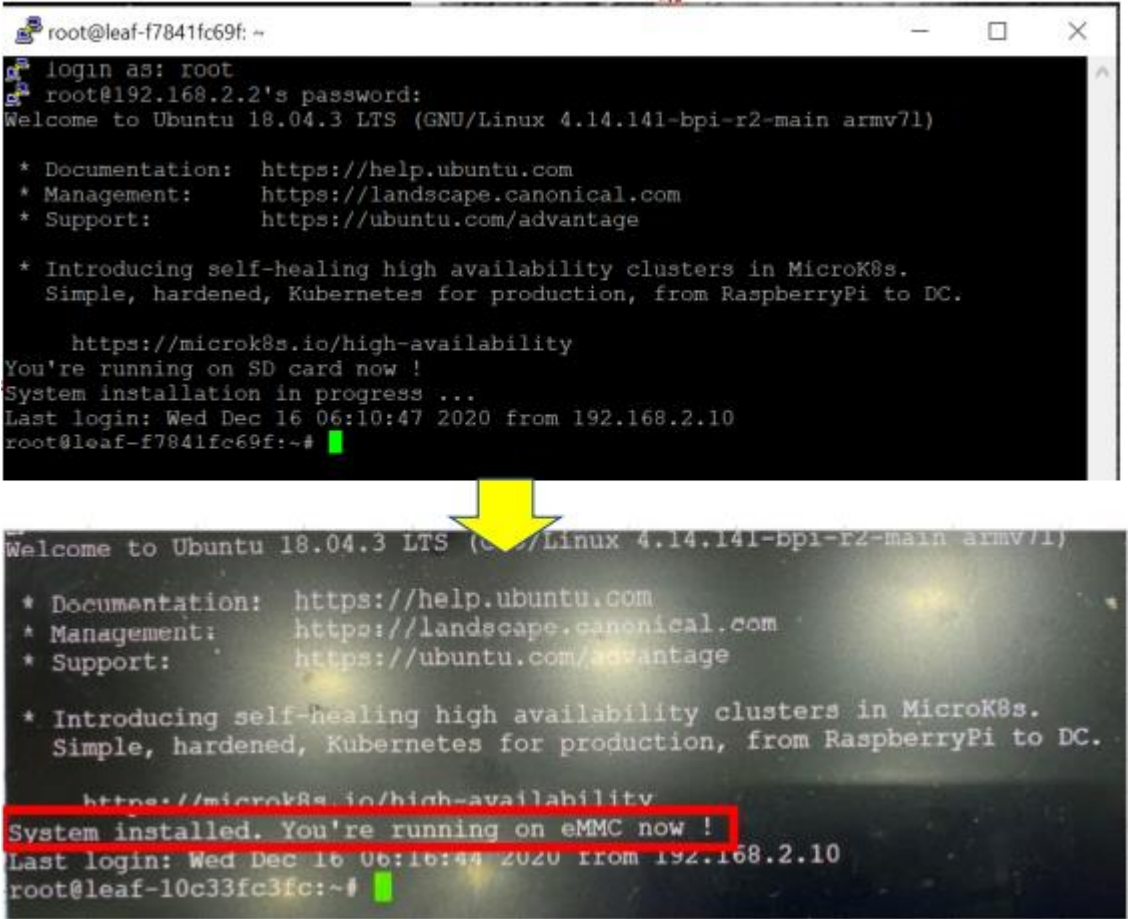 root@leaf-f7841fc69f: ~
login as: root
root@192.168.2.2's password:
Welcome to Ubuntu 18.04.3 LTS (GNU/Linux 4.14.141-bpi-r2-main armv7l)
* Documentation: https://help.ubuntu.com
* Management: https://landscape.canonical.com
* Support: https://ubuntu.com/advantage
* Introducing self-healing high availability clusters in MicroK8s.
Simple, hardened, Kubernetes for production, from RaspberryPi to DC.
https://microk8s.io/high-availability
You're running on SD card now !
System installation in progress ...
Last login: Wed Dec 16 06:10:47 2020 from 192.168.2.10
root@leaf-f7841fc69f:~#
Welcome to Ubuntu 18.04.3 LTS (GNU/Linux 4.14.141-bpi-r2-main armv7l)
* Documentation: https://help.ubuntu.com
* Management: https://landscape.canonical.com
* Support: https://ubuntu.com/advantage
* Introducing self-healing high availability clusters in MicroK8s.
Simple, hardened, Kubernetes for production, from RaspberryPi to DC.
https://microk8s.io/high-availability
System installed. You're running on eMMC now !
Last login: Wed Dec 16 06:16:44 2020 from 192.168.2.10
root@leaf-10c33fc3fc:~#